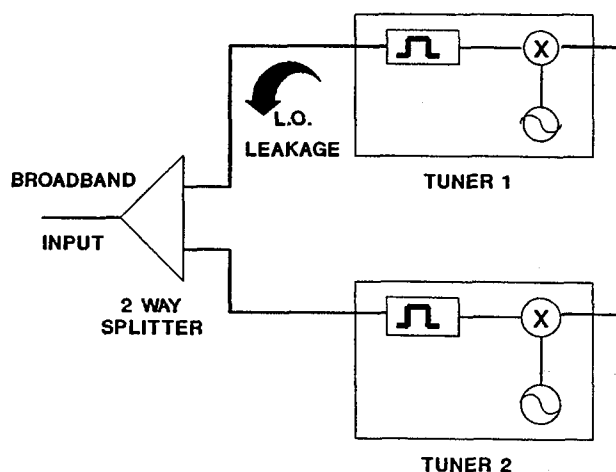 X
L.O.
LEAKAGE
TUNER 1
BROADBAND
INPUT
2 WAY
SPLITTER
X
TUNER 2